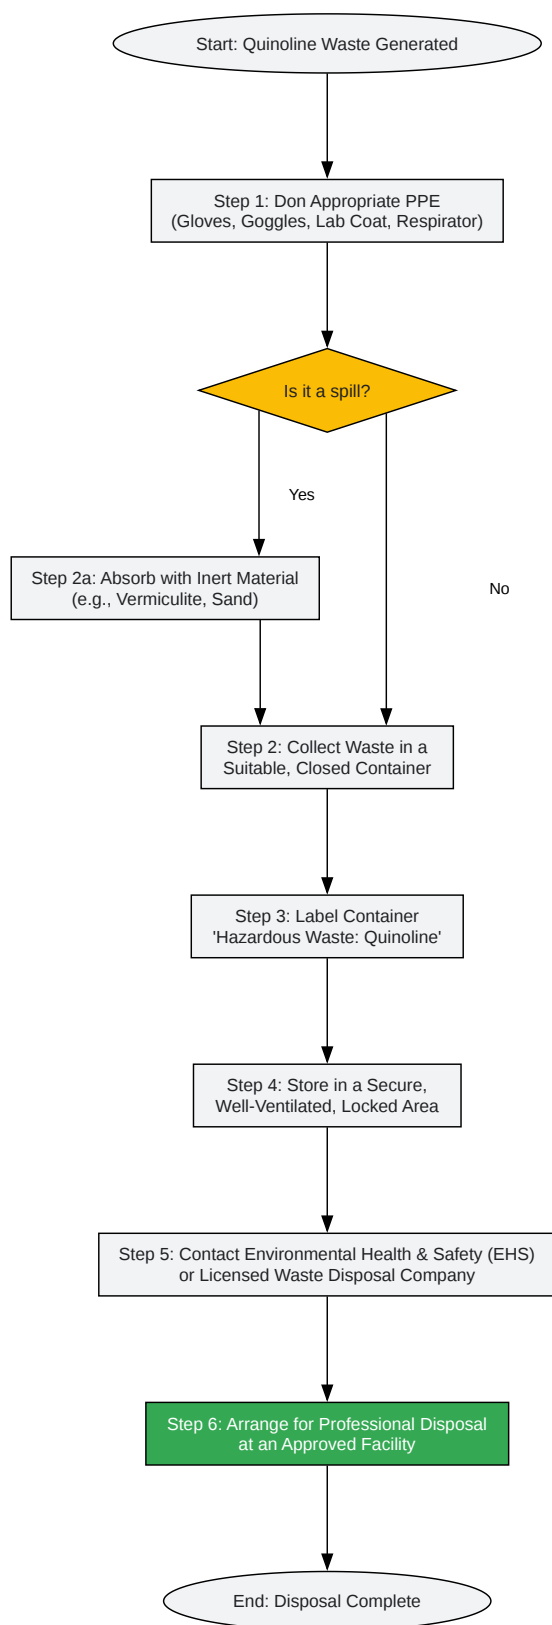 Start: Quinoline Waste Generated
Step 1: Don Appropriate PPE
(Gloves, Goggles, Lab Coat, Respirator)
Is it a spill?
Yes
Step 2a: Absorb with Inert Material
(e.g., Vermiculite, Sand)
No
Step 2: Collect Waste in a
Suitable, Closed Container
Step 3: Label Container
'Hazardous Waste: Quinoline'
Step 4: Store in a Secure,
Well-Ventilated, Locked Area
Step 5: Contact Environmental Health & Safety (EHS)
or Licensed Waste Disposal Company
Step 6: Arrange for Professional Disposal
at an Approved Facility
End: Disposal Complete